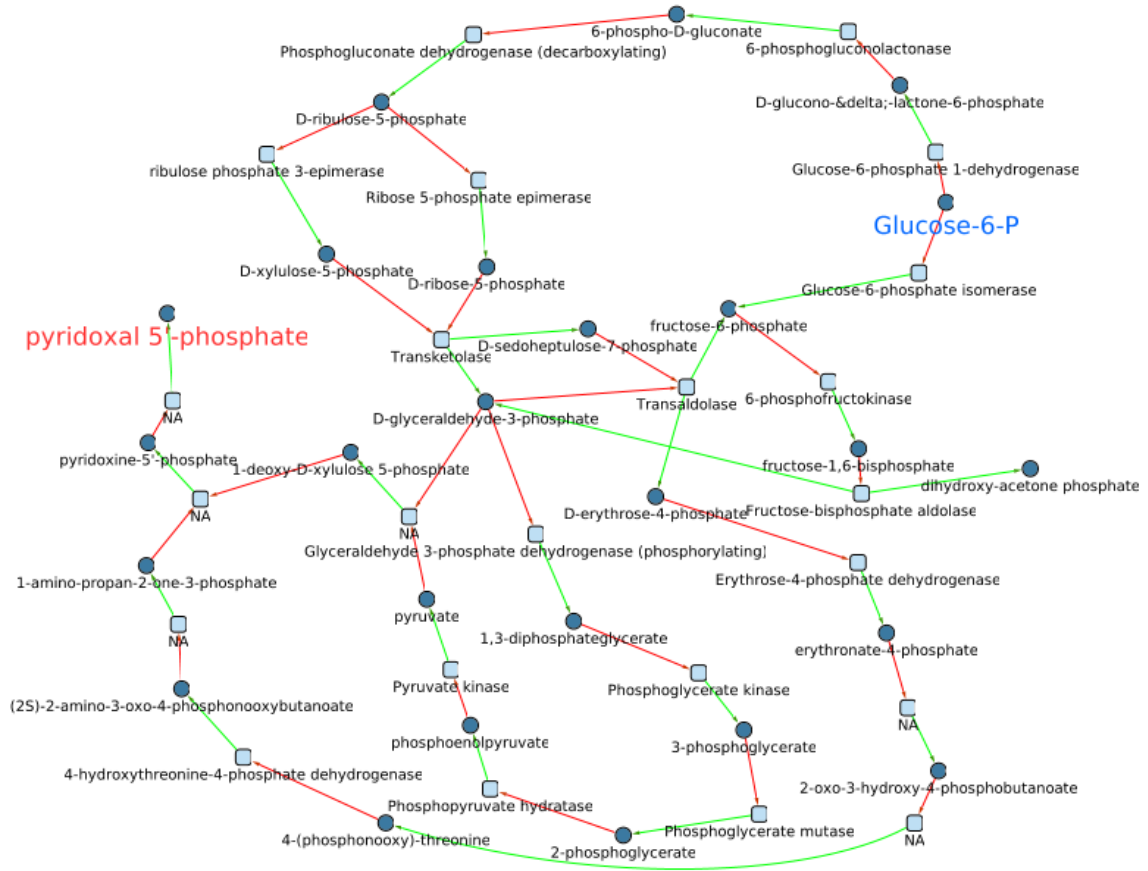 6-phospho-D-gluconate
Phosphogluconate dehydrogenase (decarboxylating)
6-phosphogluconolactonase
D-glucono-&delta;-lactone-6-phosphate
D-ribulose-5-phosphate
ribulose phosphate 3-epimerase
Glucose-6-phosphate 1-dehydrogenase
Ribose 5-phosphate epimerase
Glucose-6-P
D-xylulose-5-phosphate
D-ribose-5-phosphate
Glucose-6-phosphate isomerase
fructose-6-phosphate
pyridoxal 5'-phosphate
D-sedoheptulose-7-phosphate
Transketolase
Transaldolase
6-phosphofructokinase
NA
D-glyceraldehyde-3-phosphate
pyridoxine-5'-phosphate
1-deoxy-D-xylulose 5-phosphate
fructose-1,6-bisphosphate
dihydroxy-acetone phosphate
NA
D-erythrose-4-phosphate
Fructose-bisphosphate aldolase
NA
Glyceraldehyde 3-phosphate dehydrogenase (phosphorylating)
1-amino-propan-2-one-3-phosphate
Erythrose-4-phosphate dehydrogenase
pyruvate
1,3-diphosphateglycerate
NA
erythronate-4-phosphate
Pyruvate kinase
Phosphoglycerate kinase
(2S)-2-amino-3-oxo-4-phosphonooxybutanoate
NA
phosphoenolpyruvate
3-phosphoglycerate
4-hydroxythreonine-4-phosphate dehydrogenase
2-oxo-3-hydroxy-4-phosphobutanoate
Phosphopyruvate hydratase
Phosphoglycerate mutase
4-(phosphonooxy)-threonine
NA
2-phosphoglycerate